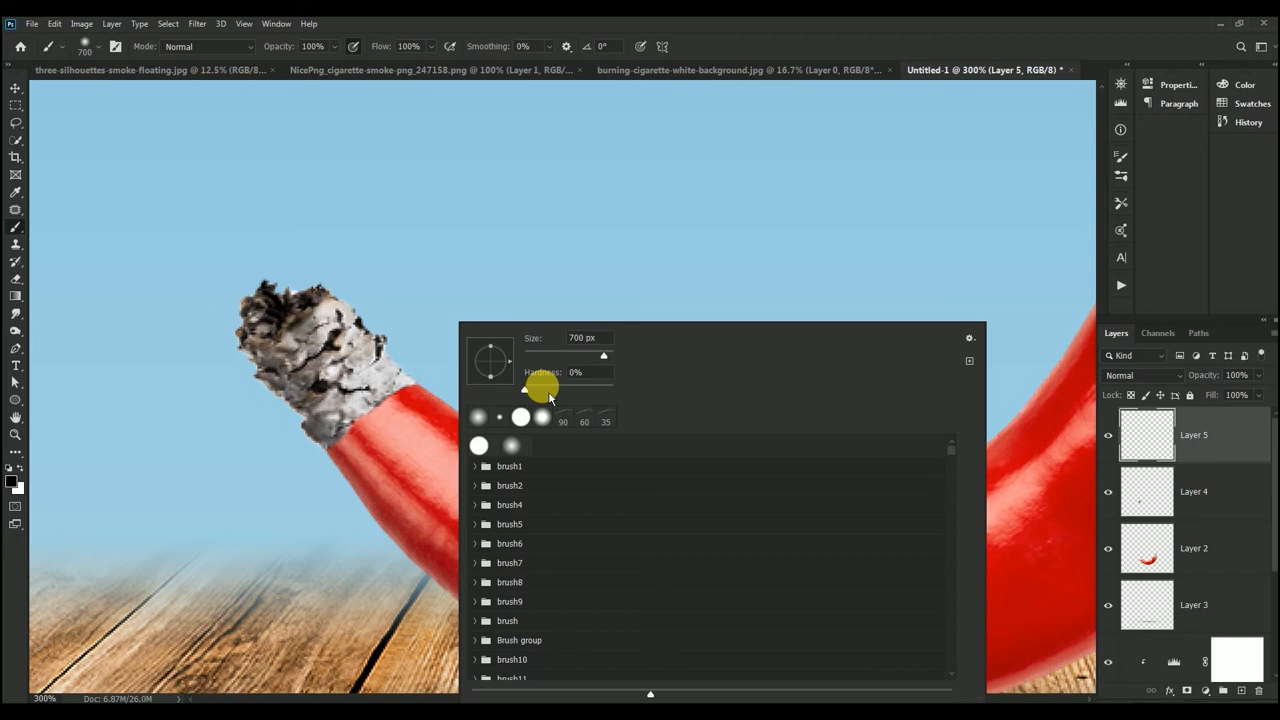 Ps File Edit Image Layer Type Select Filter 3D View Window Help
700 Mode: Normal Opacity: 100% Flow: 100% Smoothing: 0% 0°
three-silhouettes-smoke-floating.jpg @ 12.5% (RGB/8... × NicePng_cigarette-smoke-png_247158.png @ 100% (Layer 1, RGB/8... × burning-cigarette-white-background.jpg @ 16.7% (Layer 0, RGB/8*... × Untitled-1 @ 300% (Layer 5, RGB/8) * ×
Properti... Color
Paragraph Swatches
History
Layers Channels Paths
Kind
Normal Opacity: 100%
Lock: Fill: 100%
Layer 5
Layer 4
Layer 2
Layer 3
fx
Size: 700 px
Hardness: 0%
90 60 35
brush1
brush2
brush4
brush5
brush6
brush7
brush8
brush9
brush
Brush group
brush10
brush11
300% Doc: 6.87M/26.0M